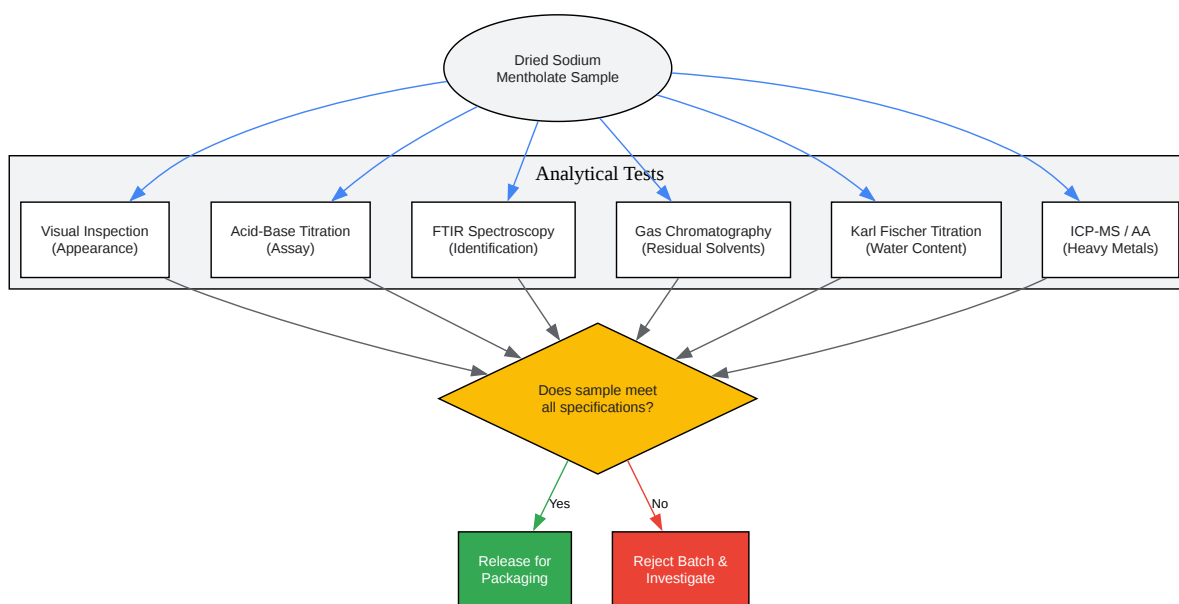 Dried Sodium
Mentholate Sample
Analytical Tests
Visual Inspection
(Appearance)
Acid-Base Titration
(Assay)
FTIR Spectroscopy
(Identification)
Gas Chromatography
(Residual Solvents)
Karl Fischer Titration
(Water Content)
ICP-MS / AA
(Heavy Metals)
Does sample meet
all specifications?
Yes
No
Release for
Packaging
Reject Batch &
Investigate